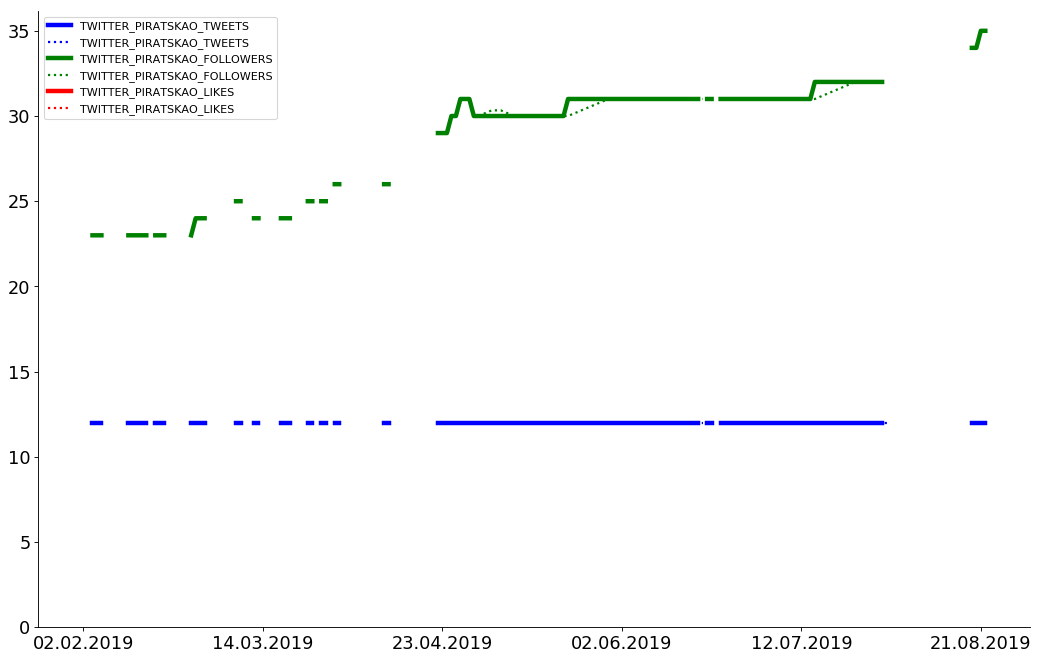 35
30
25
20
15
10
5
0
TWITTER_PIRATSKAO_TWEETS
TWITTER_PIRATSKAO_TWEETS
TWITTER_PIRATSKAO_FOLLOWERS
TWITTER_PIRATSKAO_FOLLOWERS
TWITTER_PIRATSKAO_LIKES
TWITTER_PIRATSKAO_LIKES
02.02.2019 14.03.2019 23.04.2019 02.06.2019 12.07.2019 21.08.2019